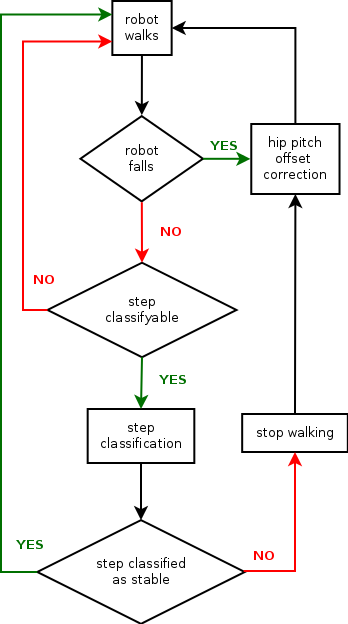 robot
walks
robot
falls
YES
hip pitch
offset
correction
NO
NO
step
classifyable
YES
step
classification
stop walking
YES
step classified
as stable
NO